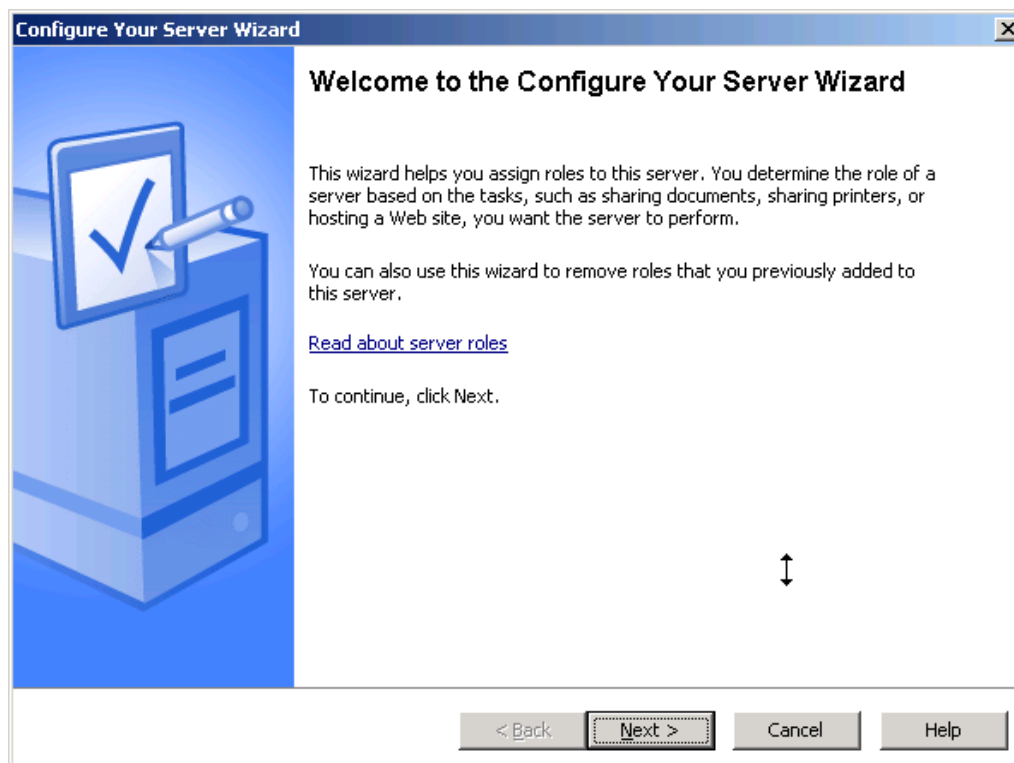 Configure Your Server Wizard
Welcome to the Configure Your Server Wizard
This wizard helps you assign roles to this server. You determine the role of a
server based on the tasks, such as sharing documents, sharing printers, or
hosting a Web site, you want the server to perform.
You can also use this wizard to remove roles that you previously added to
this server.
Read about server roles
To continue, click Next.
< Back Next > Cancel Help